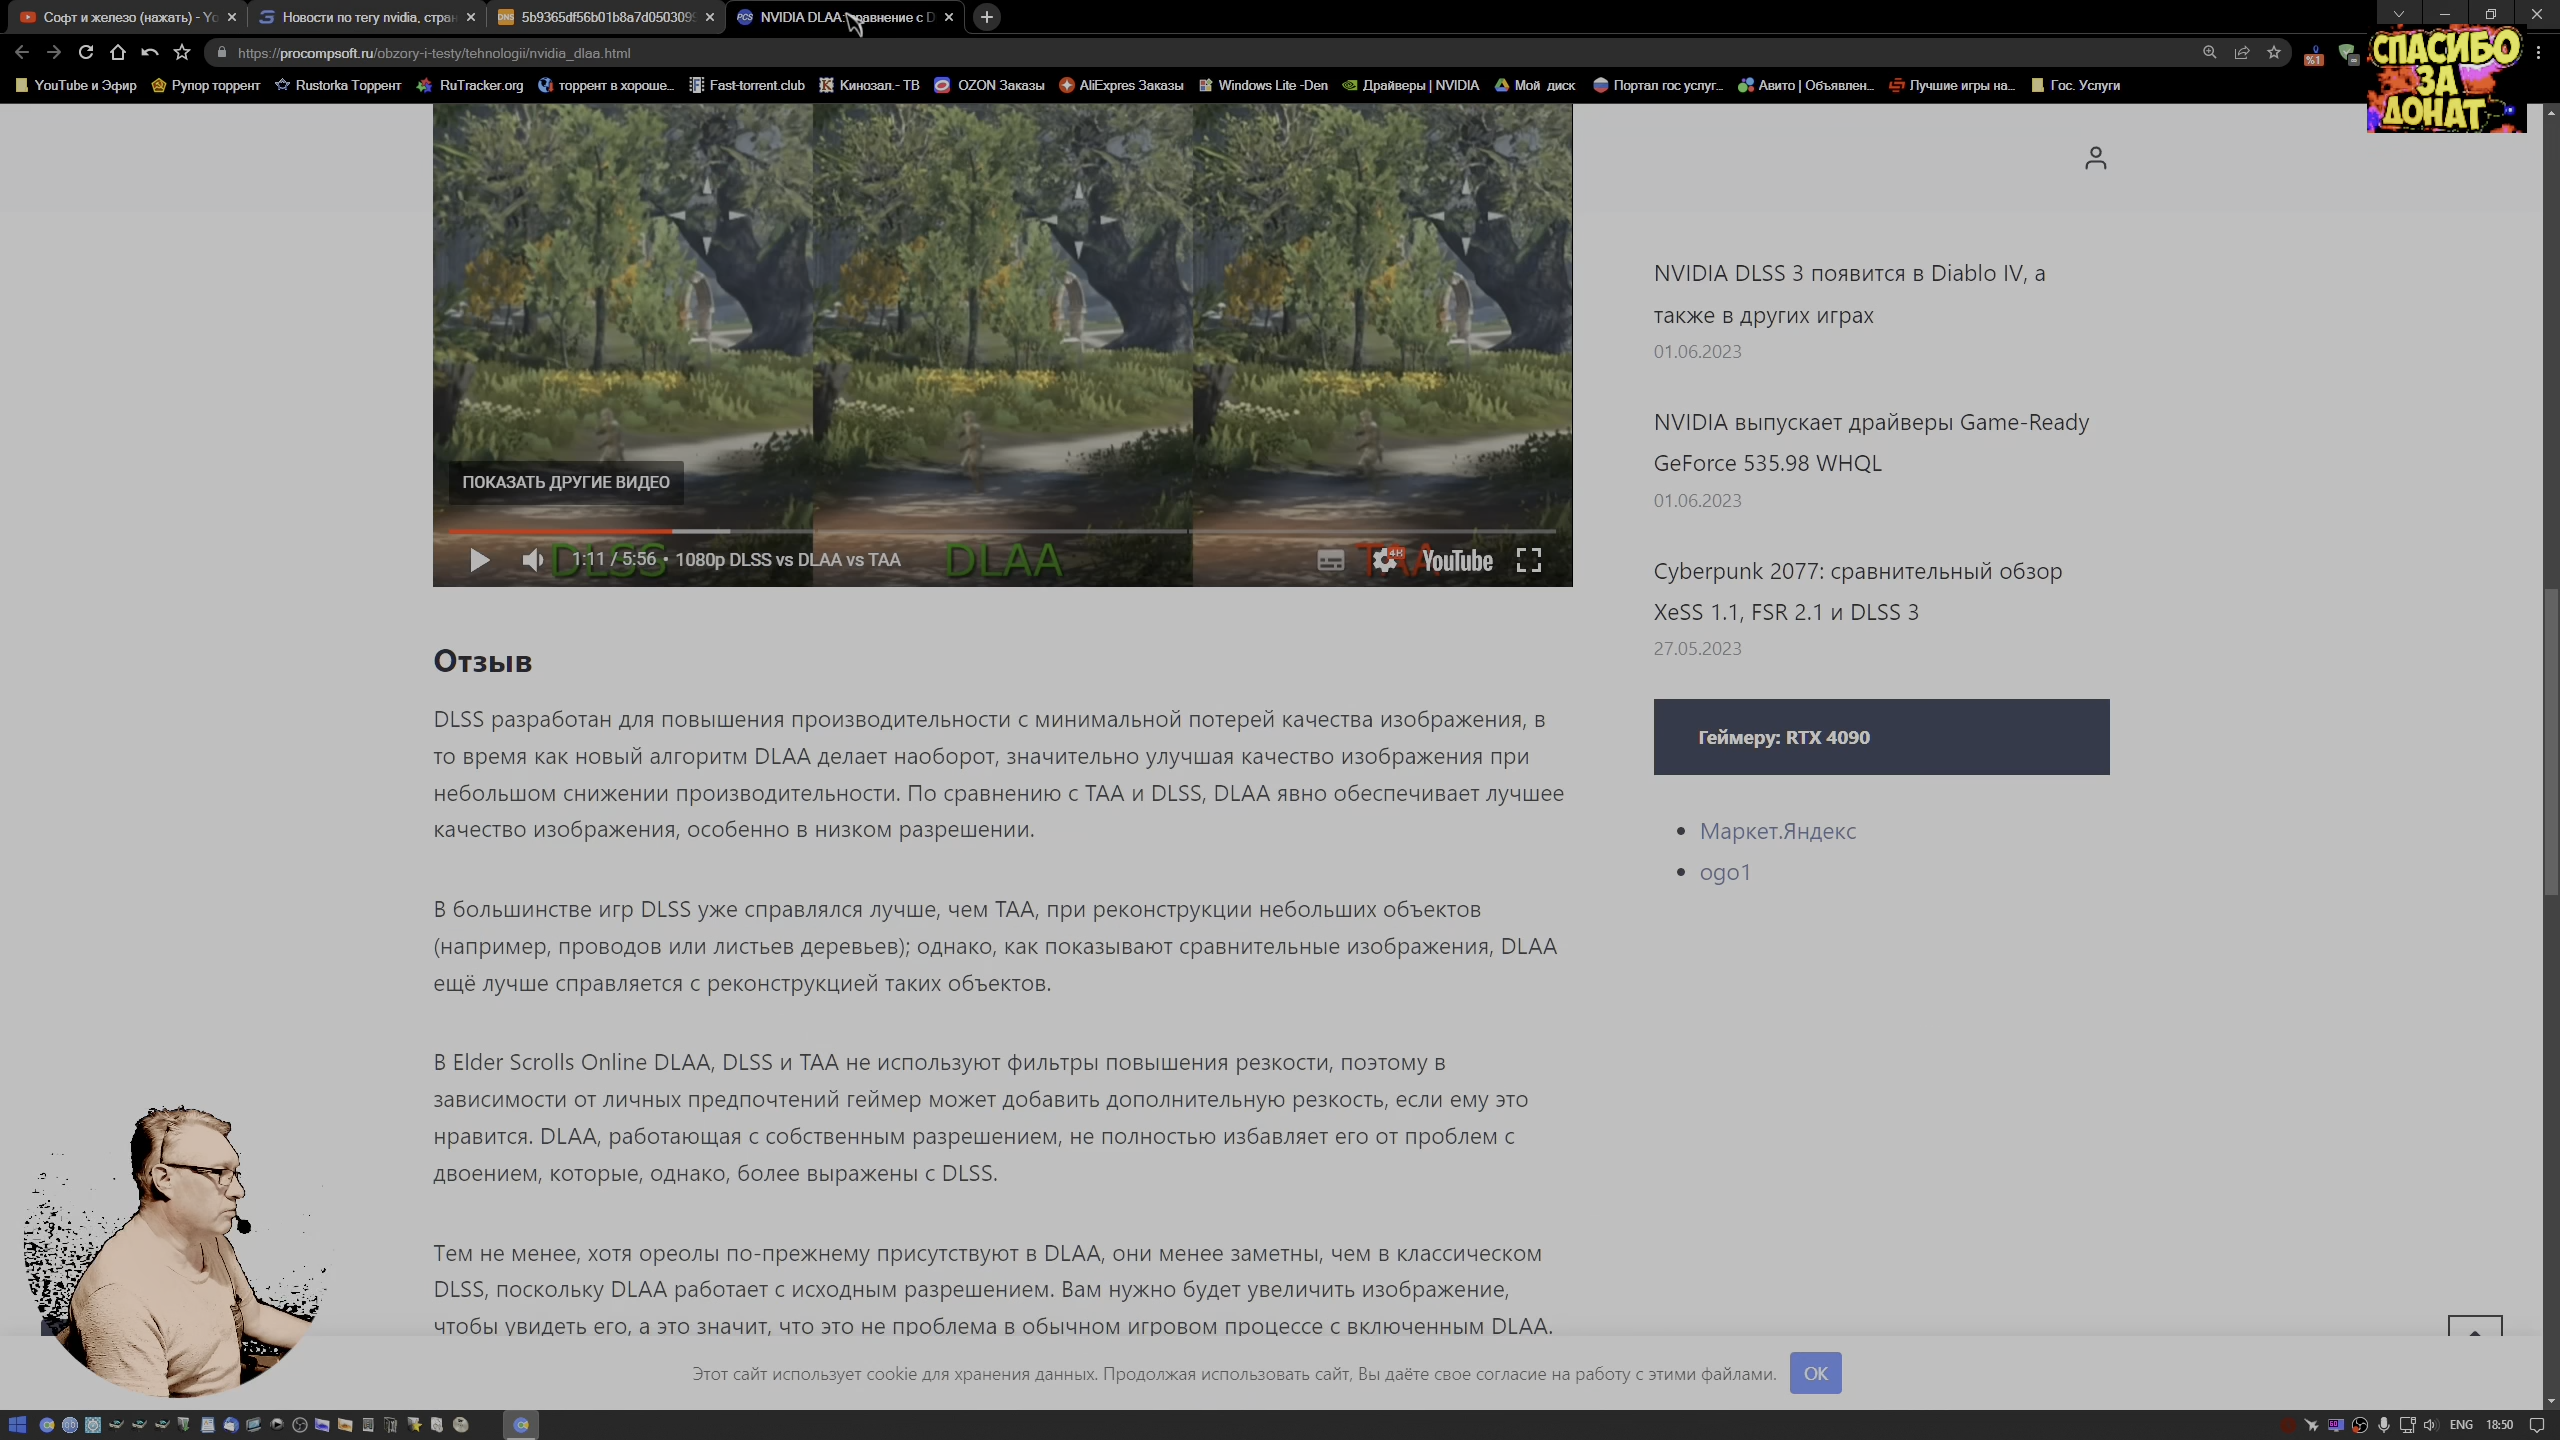 Софт и железо (нажать) - Yo
Новости по тегу nvidia, стран
5b9365df56b01b8a7d050309
NVIDIA DLAA:
https://procompsoft.ru/obzory-i-testy/tehnologii/nvidia_dlaa.html
%1
СПАСИБО
ЗА
ДОНАТ
YouTube и Эфир
Рупор торрент
Rustorka Торрент
RuTracker.org
торрент в хороше...
Fast-torrent.club
Кинозал.- ТВ
OZON Заказы
AliExpres Заказы
Windows Lite -Den
Драйверы | NVIDIA
Мой диск
Портал гос услуг...
Авито | Объявлен...
Лучшие игры на...
Гос. Услуги
ПОКАЗАТЬ ДРУГИЕ ВИДЕО
1:11 / 5:56 • 1080p DLSS vs DLAA vs TAA
DLSS
DLAA
TAA
4K
YouTube
NVIDIA DLSS 3 появится в Diablo IV, а
также в других играх
01.06.2023
NVIDIA выпускает драйверы Game-Ready
GeForce 535.98 WHQL
01.06.2023
Cyberpunk 2077: сравнительный обзор
XeSS 1.1, FSR 2.1 и DLSS 3
27.05.2023
Геймеру: RTX 4090
Маркет.Яндекс
ogo1
Отзыв
DLSS разработан для повышения производительности с минимальной потерей качества изображения, в
то время как новый алгоритм DLAA делает наоборот, значительно улучшая качество изображения при
небольшом снижении производительности. По сравнению с TAA и DLSS, DLAA явно обеспечивает лучшее
качество изображения, особенно в низком разрешении.
В большинстве игр DLSS уже справлялся лучше, чем TAA, при реконструкции небольших объектов
(например, проводов или листьев деревьев); однако, как показывают сравнительные изображения, DLAA
ещё лучше справляется с реконструкцией таких объектов.
В Elder Scrolls Online DLAA, DLSS и TAA не используют фильтры повышения резкости, поэтому в
зависимости от личных предпочтений геймер может добавить дополнительную резкость, если ему это
нравится. DLAA, работающая с собственным разрешением, не полностью избавляет его от проблем с
двоением, которые, однако, более выражены с DLSS.
Тем не менее, хотя ореолы по-прежнему присутствуют в DLAA, они менее заметны, чем в классическом
DLSS, поскольку DLAA работает с исходным разрешением. Вам нужно будет увеличить изображение,
чтобы увидеть его, а это значит, что это не проблема в обычном игровом процессе с включенным DLAA.
Этот сайт использует cookie для хранения данных. Продолжая использовать сайт, Вы даёте свое согласие на работу с этими файлами.
OK
ENG
18:50